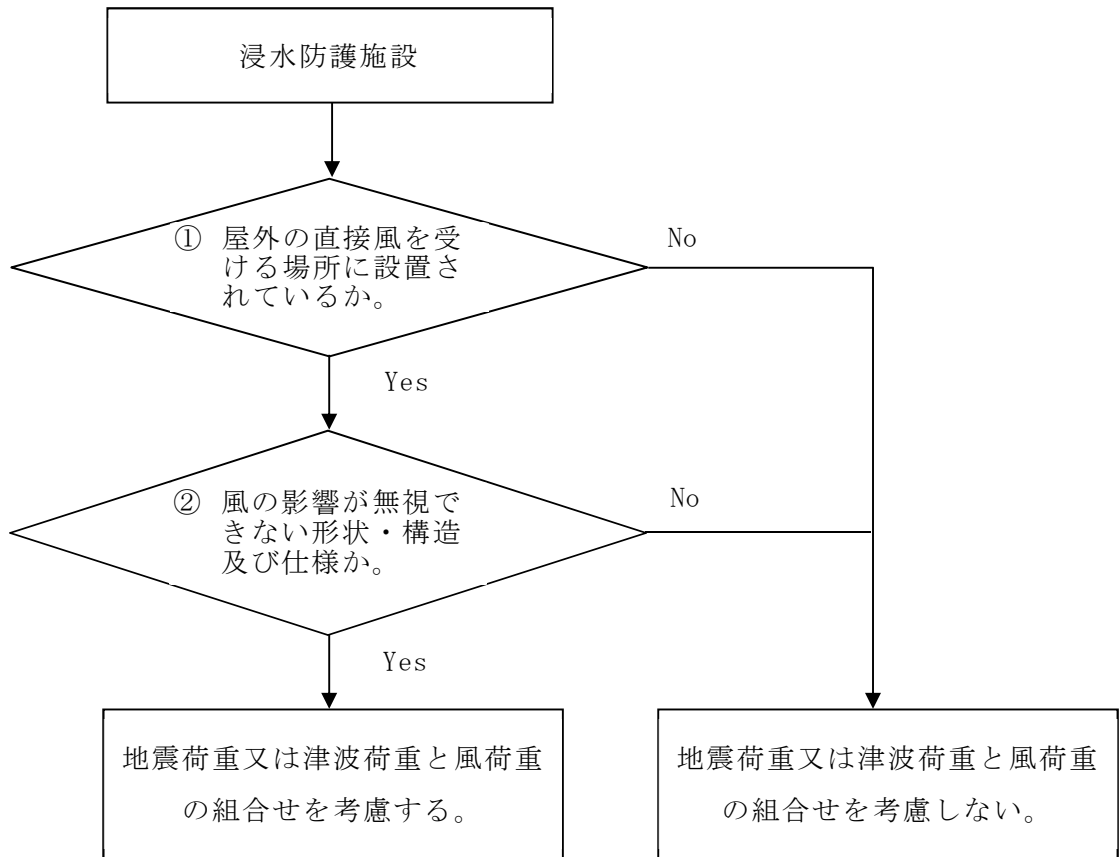 浸水防護施設
① 屋外の直接風を受
ける場所に設置さ
れているか。
No
Yes
② 風の影響が無視で
きない形状・構造
及び仕様か。
No
Yes
地震荷重又は津波荷重と風荷重
の組合せを考慮する。
地震荷重又は津波荷重と風荷重
の組合せを考慮しない。